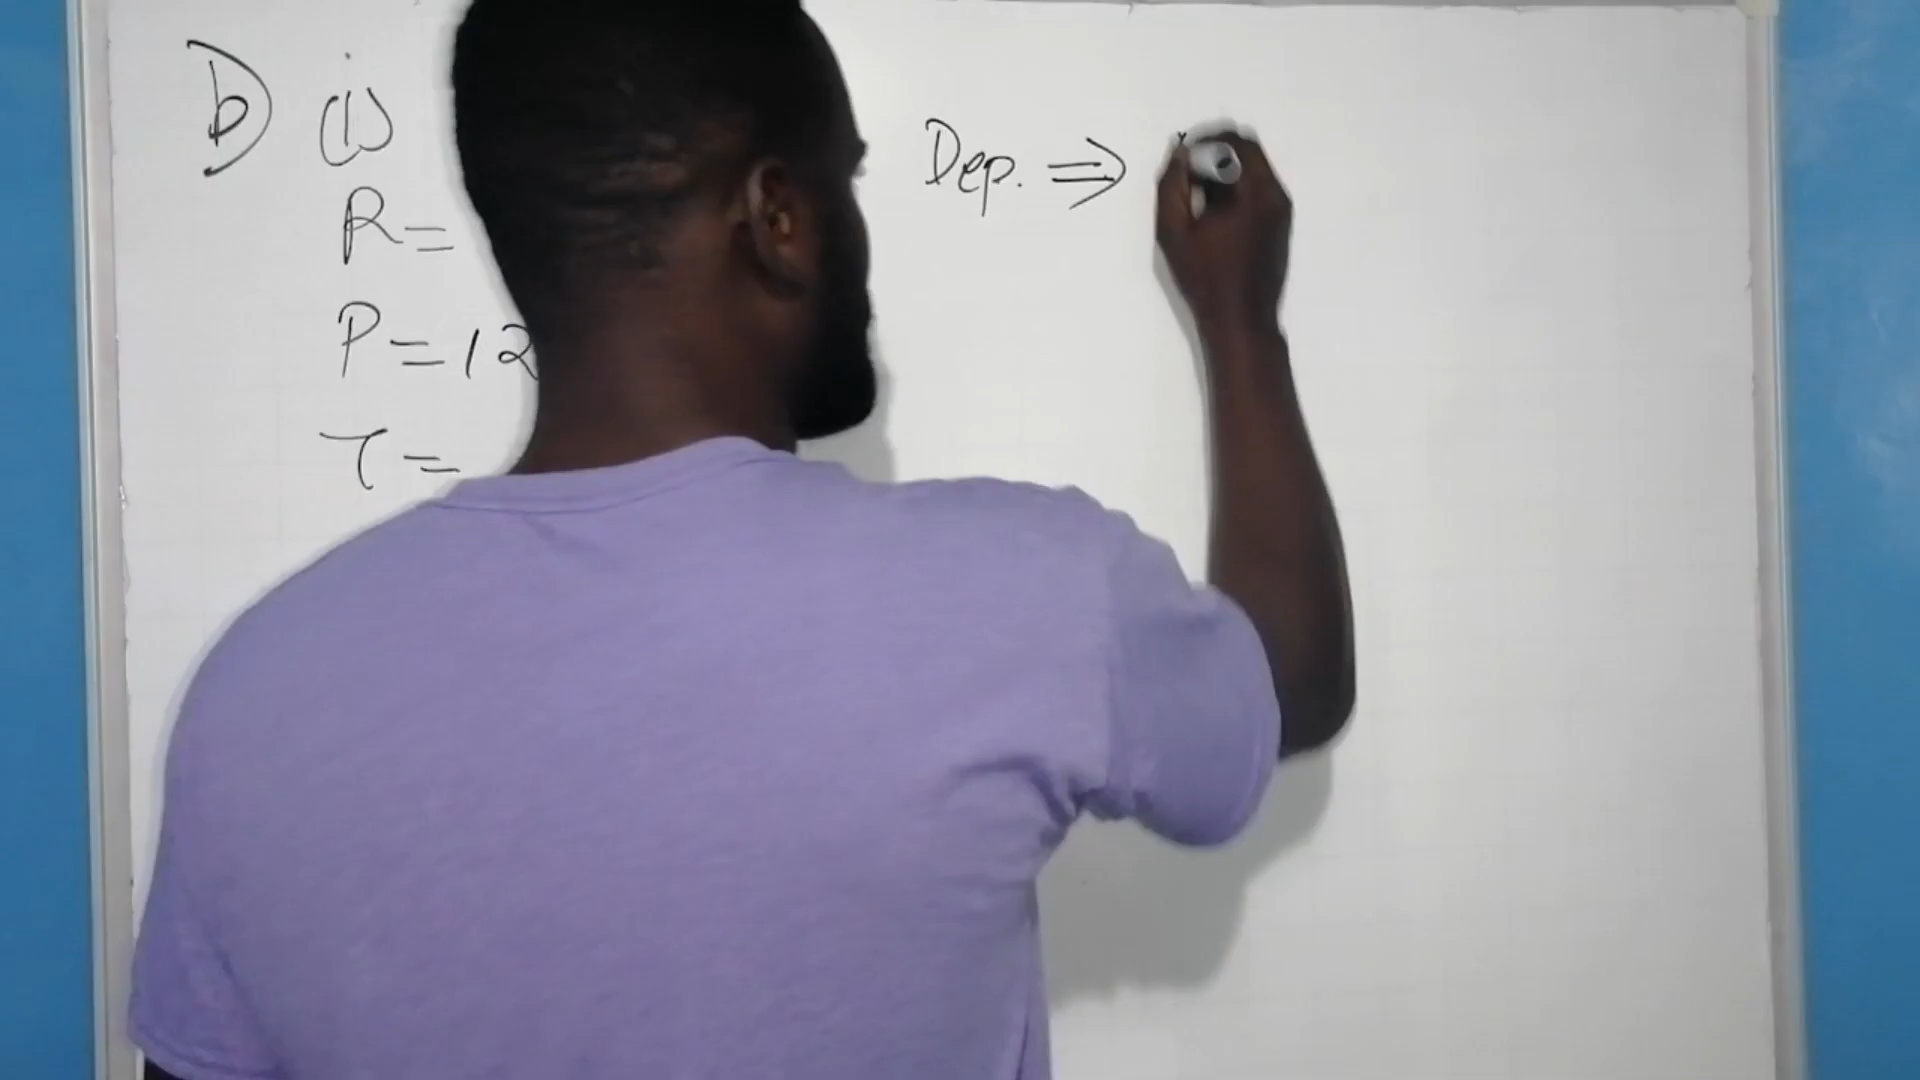 b) (i)
R =
P = 12
T =
Dep. ⇒